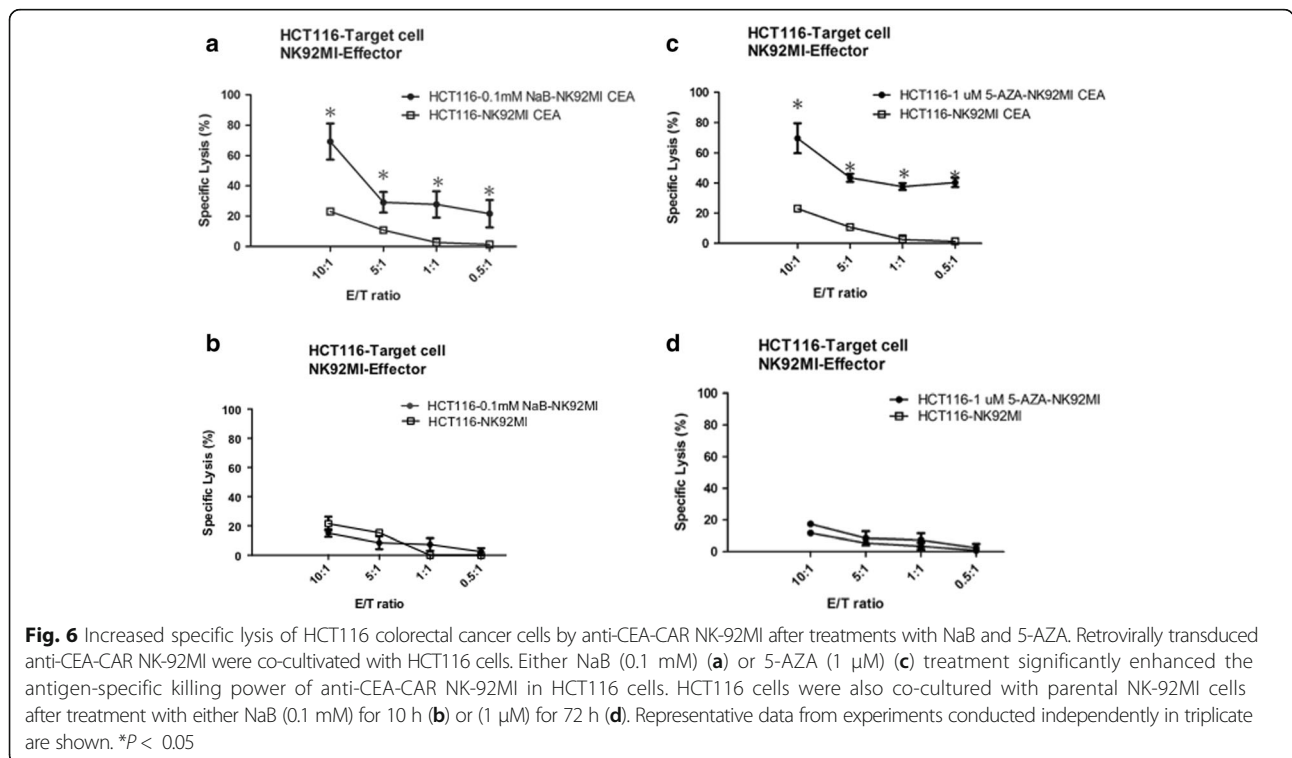 a
HCT116-Target cell
NK92MI-Effector
HCT116-0.1mM NaB-NK92MI CEA
HCT116-NK92MI CEA
Specific Lysis (%)
100
80
60
40
20
0
*
*
*
*
10:1
5:1
1:1
0.5:1
E/T ratio
c
HCT116-Target cell
NK92MI-Effector
HCT116-1 uM 5-AZA-NK92MI CEA
HCT116-NK92MI CEA
Specific Lysis (%)
100
80
60
40
20
0
*
*
*
*
10:1
5:1
1:1
0.5:1
E/T ratio
b
HCT116-Target cell
NK92MI-Effector
HCT116-0.1mM NaB-NK92MI
HCT116-NK92MI
Specific Lysis (%)
100
80
60
40
20
0
10:1
5:1
1:1
0.5:1
E/T ratio
d
HCT116-Target cell
NK92MI-Effector
HCT116-1 uM 5-AZA-NK92MI
HCT116-NK92MI
Specific Lysis (%)
100
80
60
40
20
0
10:1
5:1
1:1
0.5:1
E/T ratio
Fig. 6 Increased specific lysis of HCT116 colorectal cancer cells by anti-CEA-CAR NK-92MI after treatments with NaB and 5-AZA. Retrovirally transduced
anti-CEA-CAR NK-92MI were co-cultivated with HCT116 cells. Either NaB (0.1 mM) (a) or 5-AZA (1 μM) (c) treatment significantly enhanced the
antigen-specific killing power of anti-CEA-CAR NK-92MI in HCT116 cells. HCT116 cells were also co-cultured with parental NK-92MI cells
after treatment with either NaB (0.1 mM) for 10 h (b) or (1 μM) for 72 h (d). Representative data from experiments conducted independently in triplicate
are shown. *P < 0.05